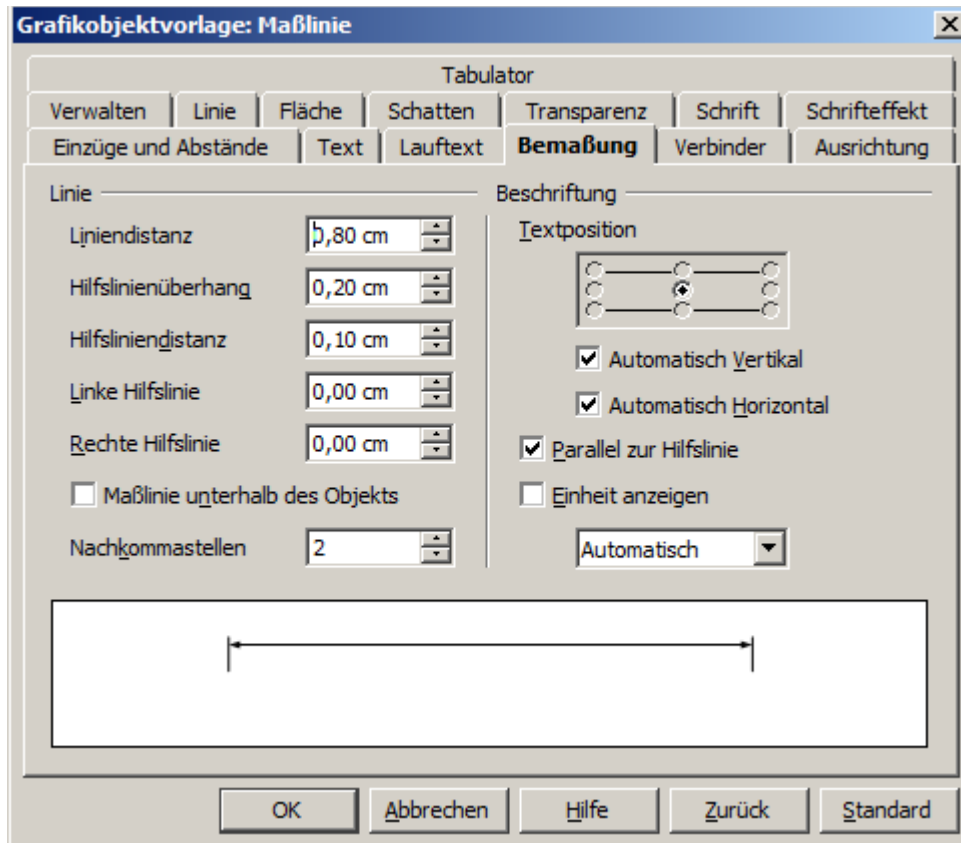 Grafikobjektvorlage: Maßlinie
Tabulator
Verwalten Linie Fläche Schatten Transparenz Schrift Schrifteffekt
Einzüge und Abstände Text Lauftext Bemaßung Verbinder Ausrichtung
Linie Beschriftung
Liniendistanz 0,80 cm Textposition
Hilfslinienüberhang 0,20 cm
Hilfsliniendistanz 0,10 cm
Automatisch Vertikal
Linke Hilfslinie 0,00 cm
Automatisch Horizontal
Rechte Hilfslinie 0,00 cm Parallel zur Hilfslinie
Maßlinie unterhalb des Objekts Einheit anzeigen
Nachkommastellen 2 Automatisch
OK Abbrechen Hilfe Zurück Standard